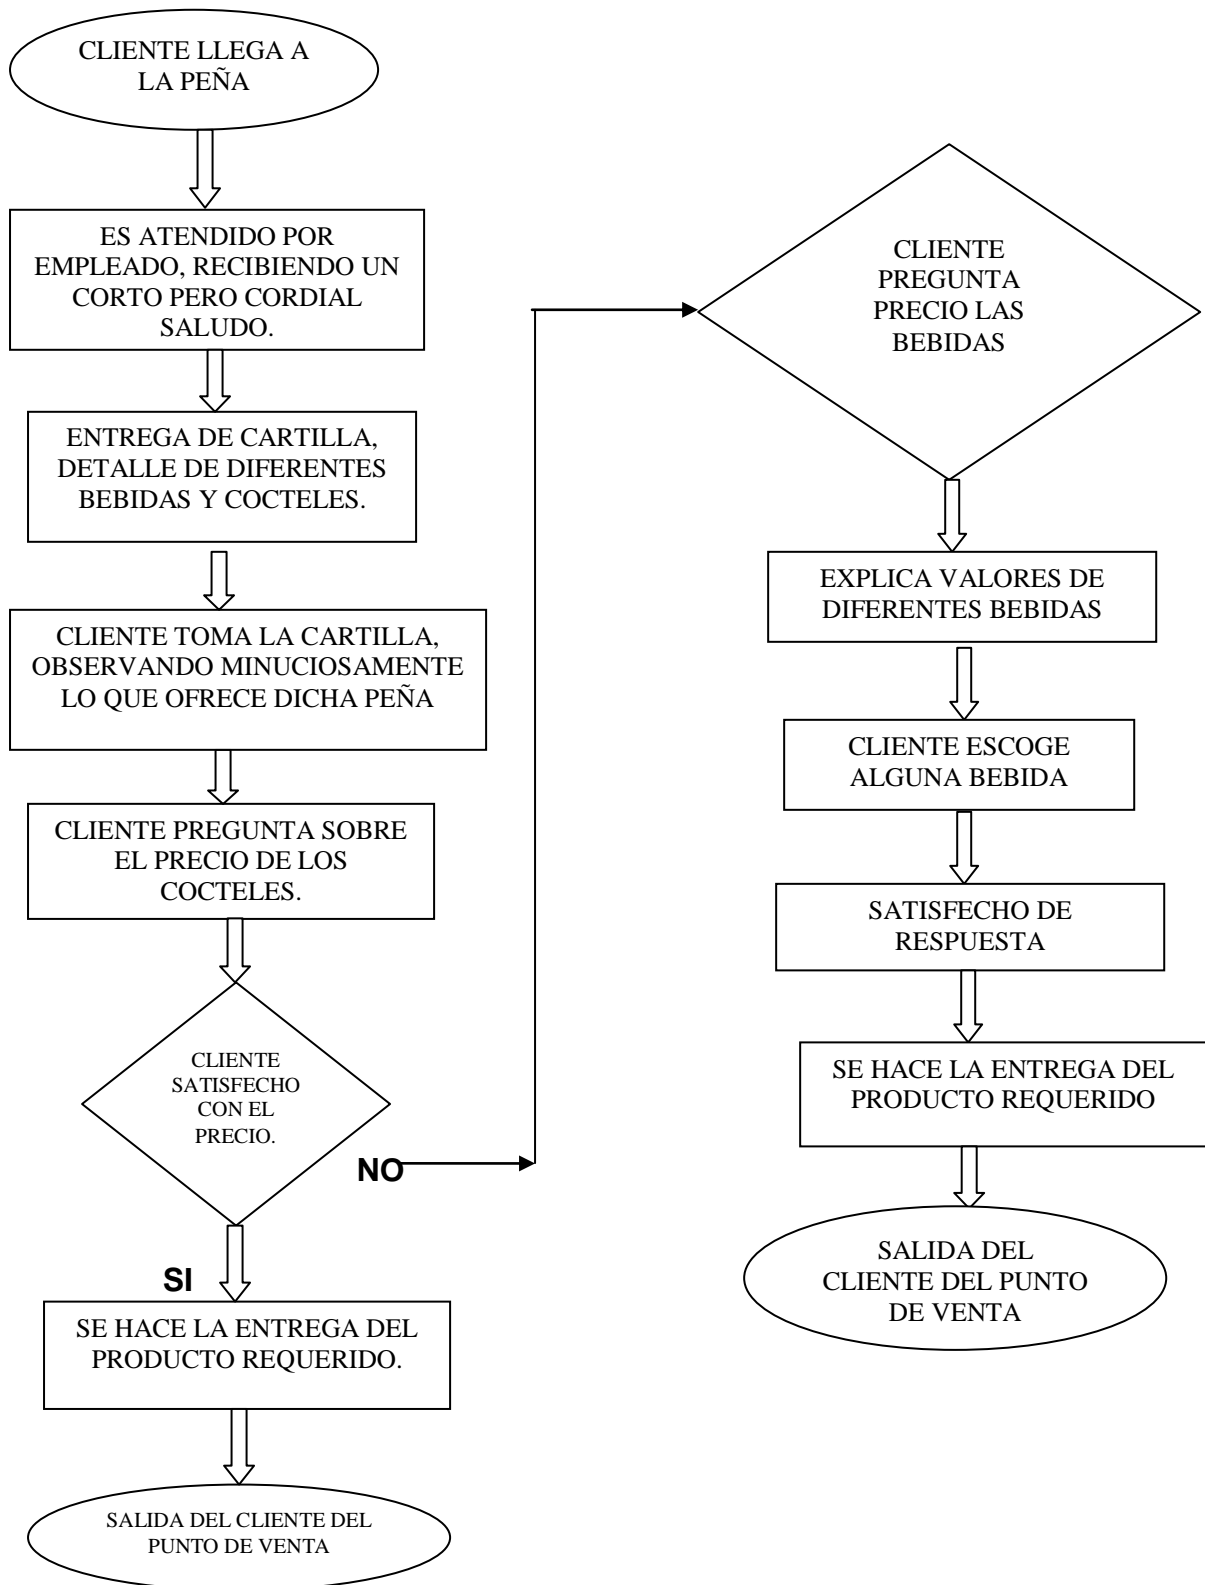 CLIENTE LLEGA A
LA PEÑA
ES ATENDIDO POR
EMPLEADO, RECIBIENDO UN
CORTO PERO CORDIAL
SALUDO.
ENTREGA DE CARTILLA,
DETALLE DE DIFERENTES
BEBIDAS Y COCTELES.
CLIENTE TOMA LA CARTILLA,
OBSERVANDO MINUCIOSAMENTE
LO QUE OFRECE DICHA PEÑA
CLIENTE PREGUNTA SOBRE
EL PRECIO DE LOS
COCTELES.
CLIENTE
SATISFECHO
CON EL
PRECIO.
NO
SI
SE HACE LA ENTREGA DEL
PRODUCTO REQUERIDO.
SALIDA DEL CLIENTE DEL
PUNTO DE VENTA
CLIENTE
PREGUNTA
PRECIO LAS
BEBIDAS
EXPLICA VALORES DE
DIFERENTES BEBIDAS
CLIENTE ESCOGE
ALGUNA BEBIDA
SATISFECHO DE
RESPUESTA
SE HACE LA ENTREGA DEL
PRODUCTO REQUERIDO
SALIDA DEL
CLIENTE DEL PUNTO
DE VENTA